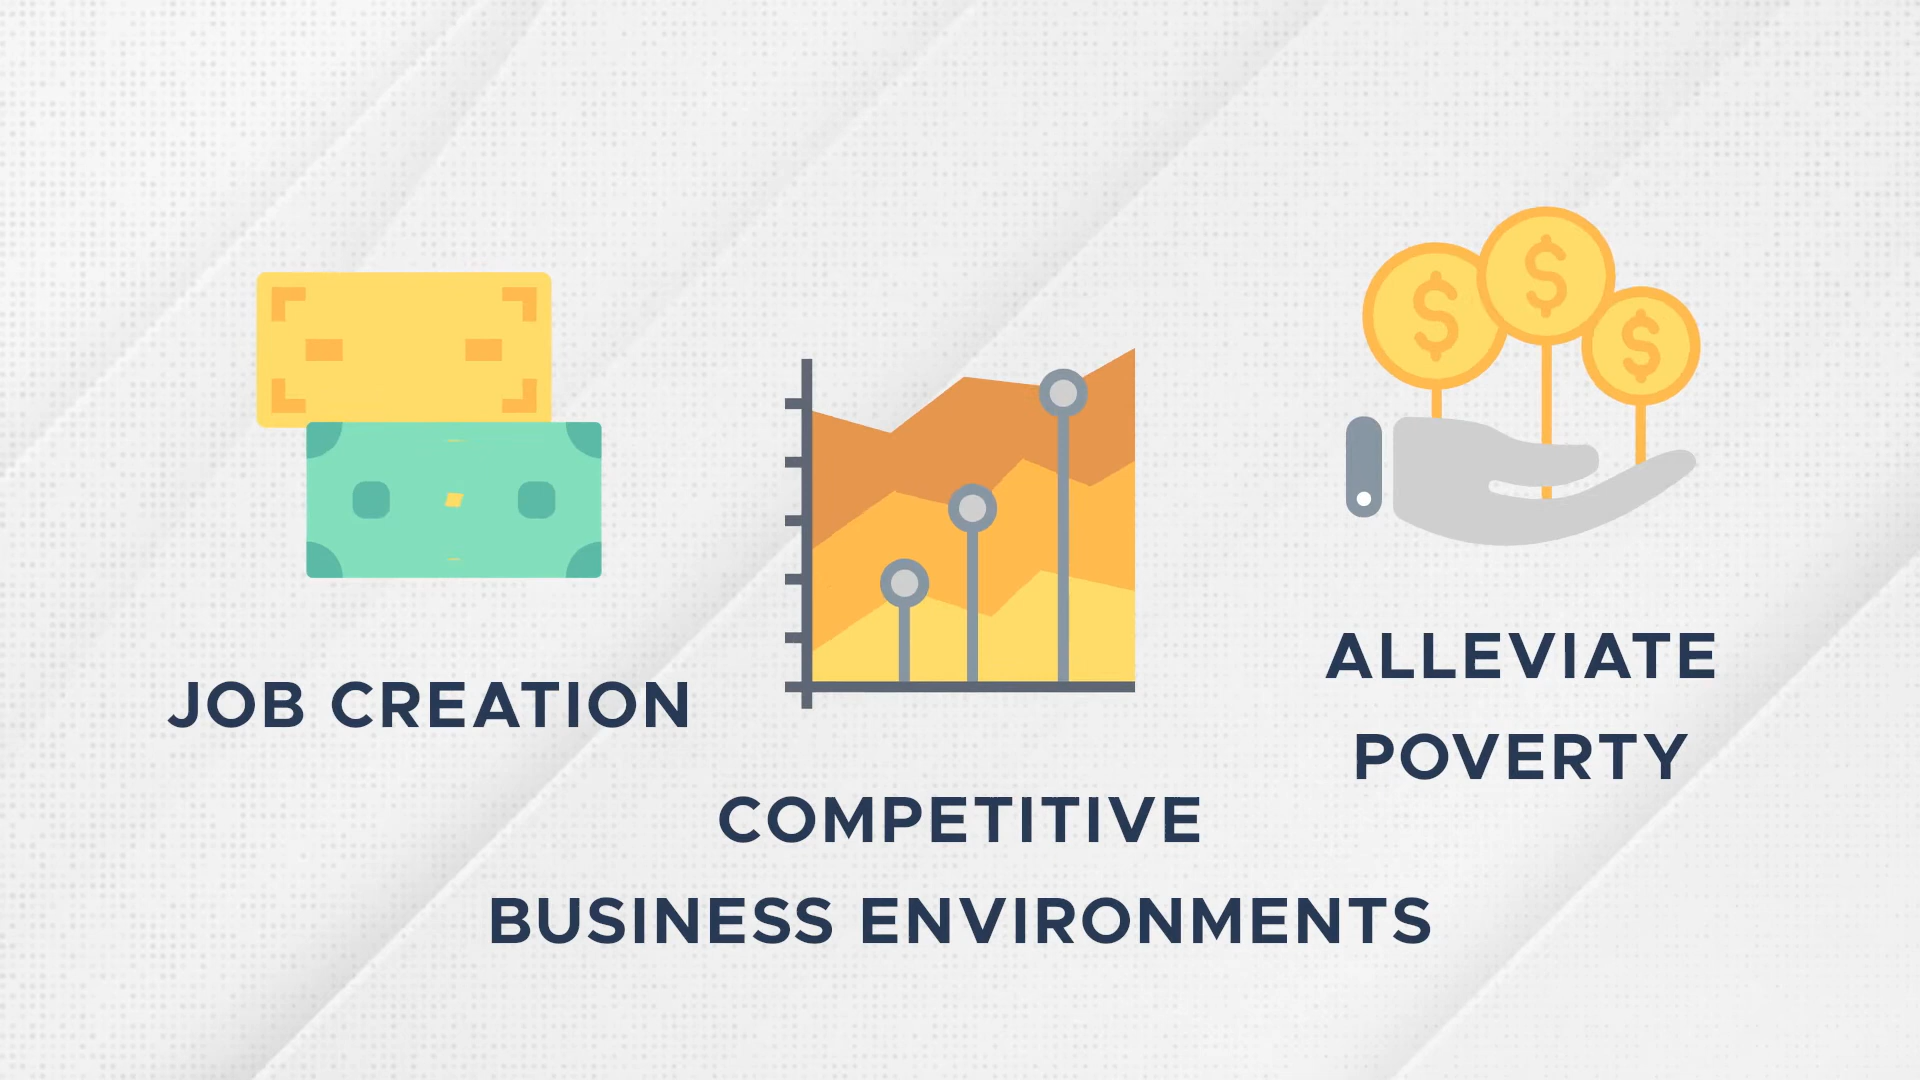 JOB CREATION
COMPETITIVE
BUSINESS ENVIRONMENTS
$ $ $
ALLEVIATE
POVERTY